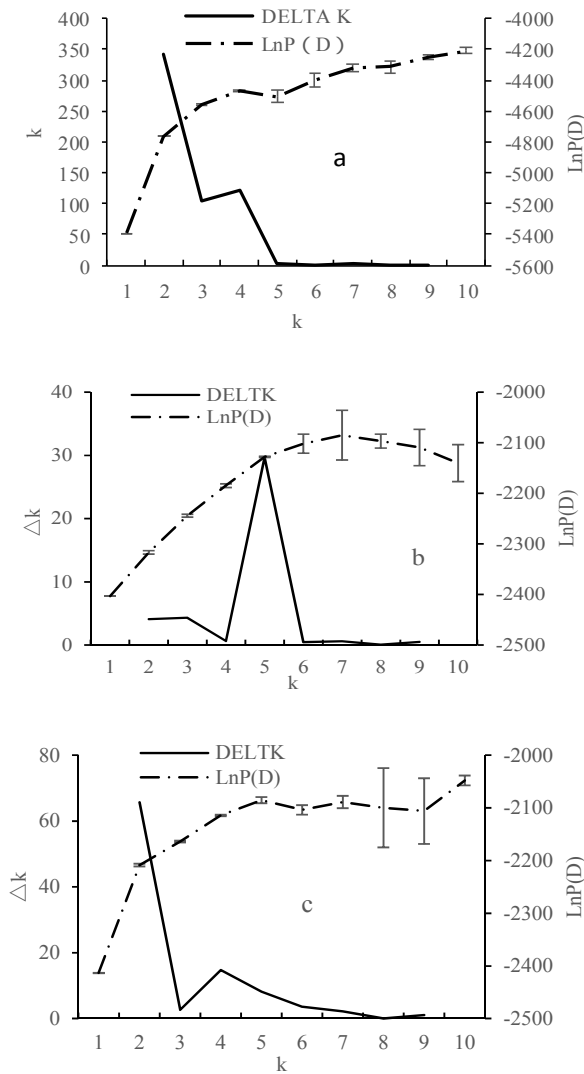 DELTA K
LnP（D）
400
350
300
250
200
150
100
50
0
k
-4000
-4200
-4400
-4600
-4800
-5000
-5200
-5400
-5600
LnP(D)
a
1 2 3 4 5 6 7 8 9 10
k
DELTK
LnP(D)
40
30
20
10
0
△k
-2000
-2100
-2200
-2300
-2400
-2500
LnP(D)
b
1 2 3 4 5 6 7 8 9 10
k
DELTK
LnP(D)
80
60
40
20
0
△k
-2000
-2100
-2200
-2300
-2400
-2500
LnP(D)
c
1 2 3 4 5 6 7 8 9 10
k